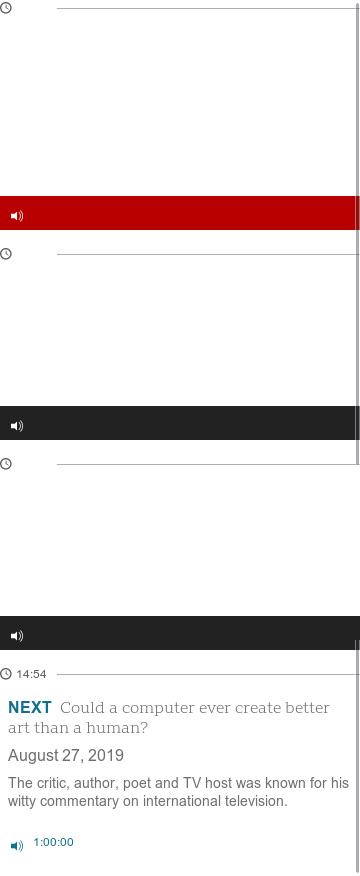 14:54
NEXT Could a computer ever create better
art than a human?
August 27, 2019
The critic, author, poet and TV host was known for his
witty commentary on international television.
1:00:00